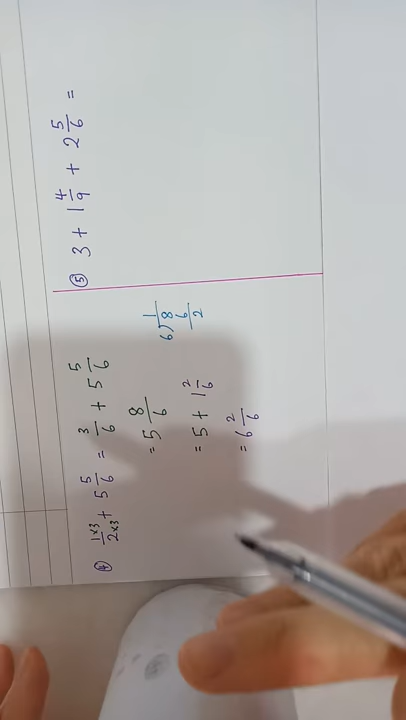 ④ 1×3/2×3 + 5 5/6 = 3/6 + 5 5/6
= 5 8/6
= 5 + 1 2/6
= 6 2/6
1
6)8
6
2
⑤ 3 + 1 4/9 + 2 5/6 =